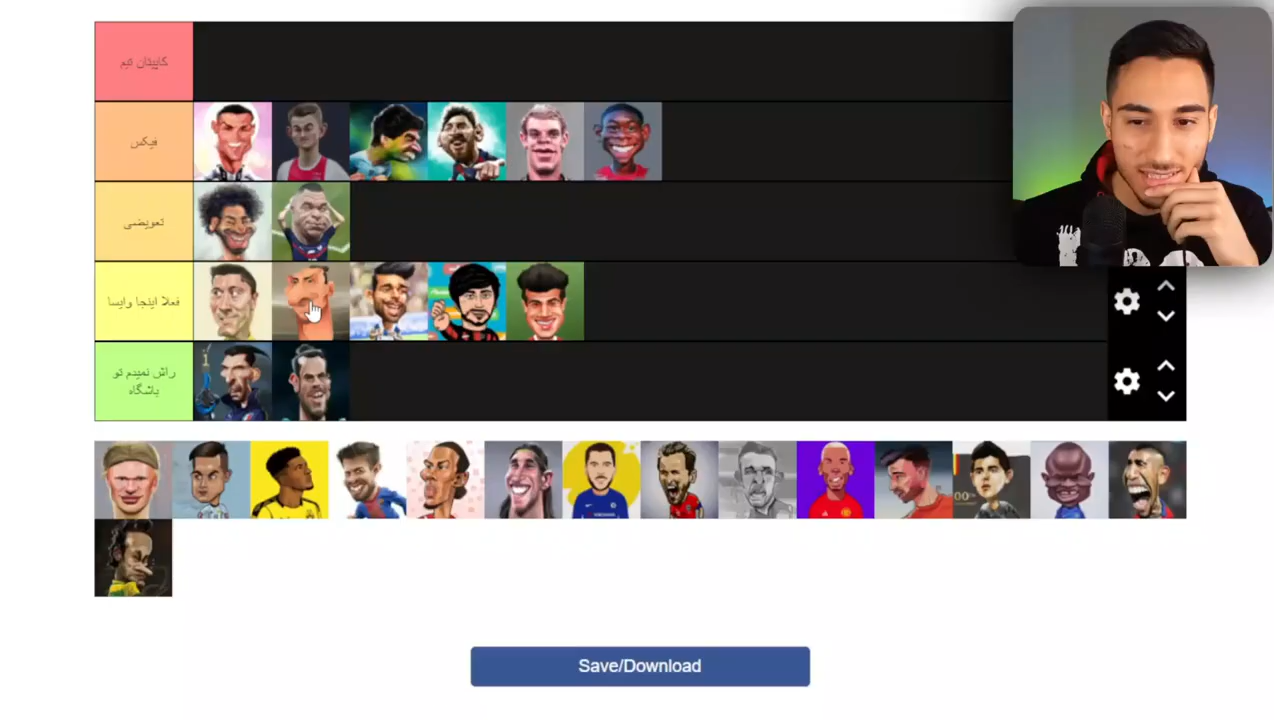 کاپیتان تیم
فیکس
تعویضی
فعلا اینجا وایسا
راش نمیدم تو
باشگاه
Save/Download